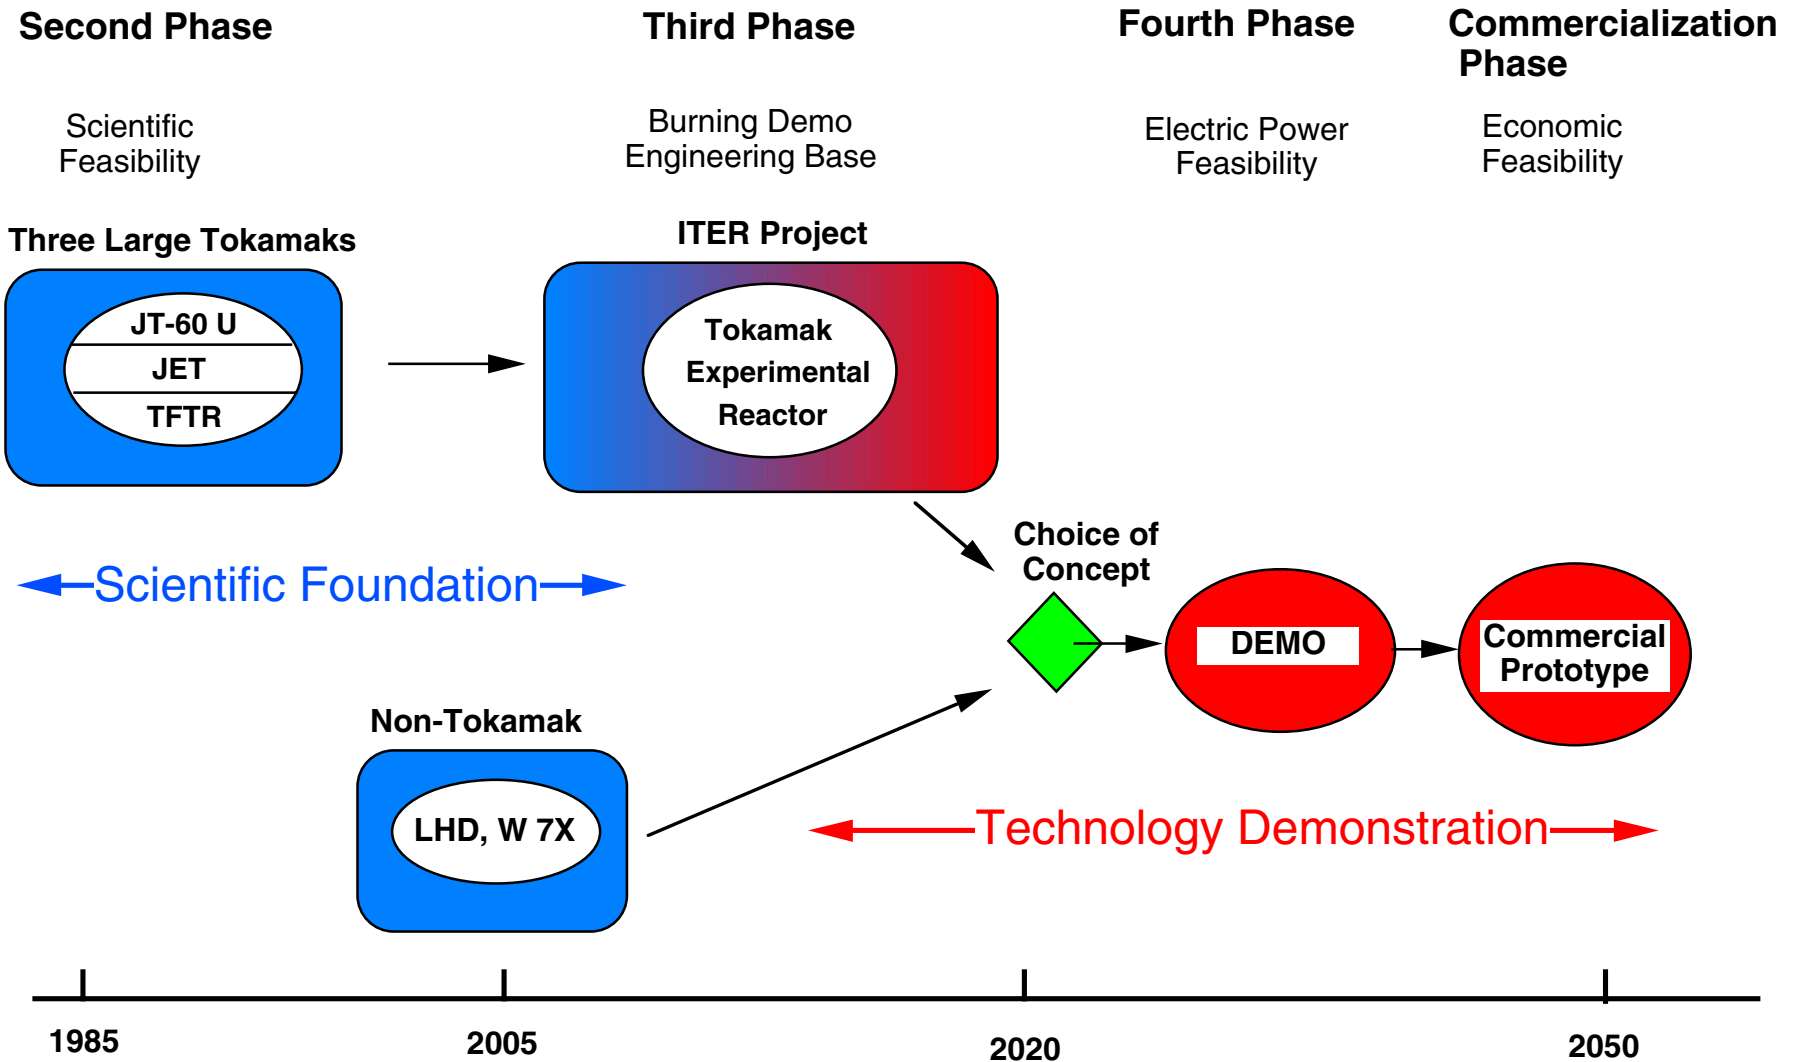 Second Phase
Third Phase
Fourth Phase
Commercialization
Phase
Scientific
Feasibility
Burning Demo
Engineering Base
Electric Power
Feasibility
Economic
Feasibility
Three Large Tokamaks
JT-60 U
JET
TFTR
ITER Project
Tokamak
Experimental
Reactor
Scientific Foundation
Choice of
Concept
DEMO
Commercial
Prototype
Non-Tokamak
LHD, W 7X
Technology Demonstration
1985
2005
2020
2050